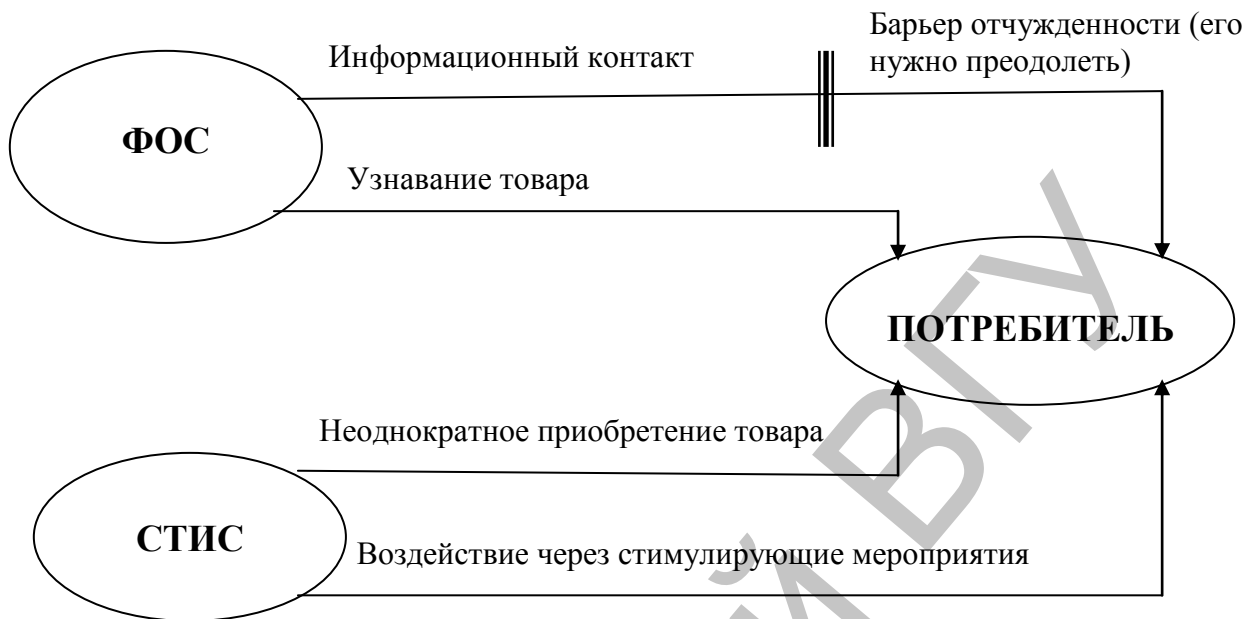 Информационный контакт
Барьер отчужденности (его
нужно преодолеть)
ФОС
Узнавание товара
ПОТРЕБИТЕЛЬ
Неоднократное приобретение товара
СТИС
Воздействие через стимулирующие мероприятия
Й ВГУ